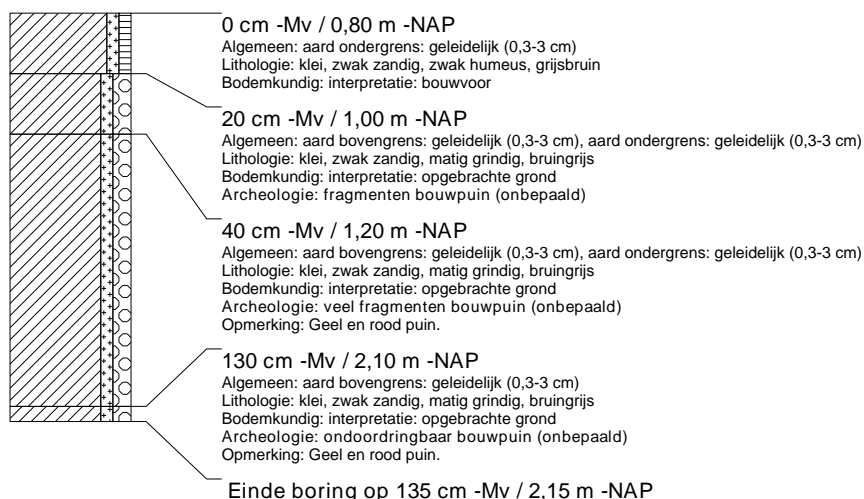 0 cm -Mv / 0,80 m -NAP
Algemeen: aard ondergrens: geleidelijk (0,3-3 cm)
Lithologie: klei, zwak zandig, zwak humeus, grijsbruin
Bodemkundig: interpretatie: bouwvoor
20 cm -Mv / 1,00 m -NAP
Algemeen: aard bovengrens: geleidelijk (0,3-3 cm), aard ondergrens: geleidelijk (0,3-3 cm)
Lithologie: klei, zwak zandig, matig grindig, bruingrijs
Bodemkundig: interpretatie: opgebrachte grond
Archeologie: fragmenten bouwpuin (onbepaald)
40 cm -Mv / 1,20 m -NAP
Algemeen: aard bovengrens: geleidelijk (0,3-3 cm), aard ondergrens: geleidelijk (0,3-3 cm)
Lithologie: klei, zwak zandig, matig grindig, bruingrijs
Bodemkundig: interpretatie: opgebrachte grond
Archeologie: veel fragmenten bouwpuin (onbepaald)
Opmerking: Geel en rood puin.
130 cm -Mv / 2,10 m -NAP
Algemeen: aard bovengrens: geleidelijk (0,3-3 cm)
Lithologie: klei, zwak zandig, matig grindig, bruingrijs
Bodemkundig: interpretatie: opgebrachte grond
Archeologie: ondoordringbaar bouwpuin (onbepaald)
Opmerking: Geel en rood puin.
Einde boring op 135 cm -Mv / 2,15 m -NAP